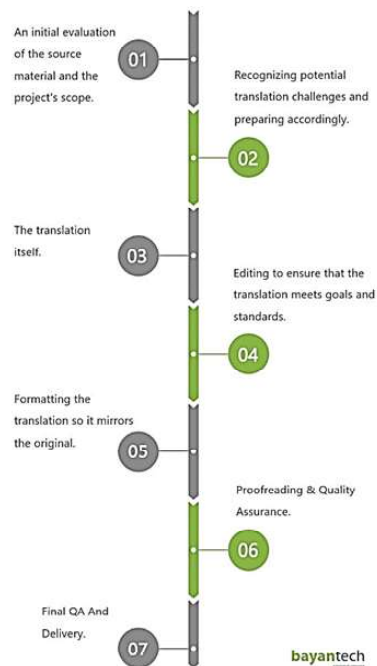 An initial evaluation
of the source
material and the
project's scope.
01
Recognizing potential
translation challenges and
preparing accordingly.
02
The translation
itself.
03
Editing to ensure that the
translation meets goals and
standards.
04
Formatting the
translation so it mirrors
the original.
05
Proofreading & Quality
Assurance.
06
Final QA And
Delivery.
07
bayantech